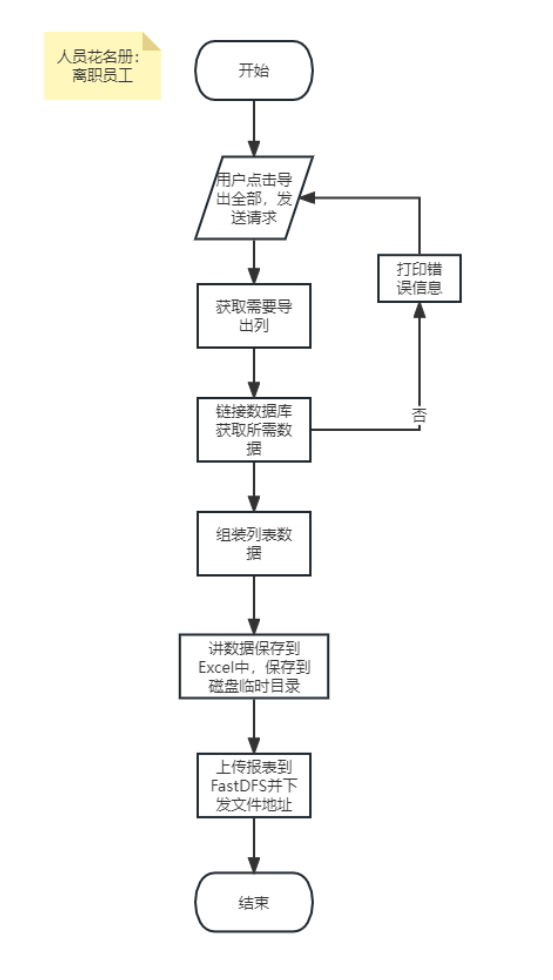 人员花名册：
离职员工
开始
用户点击导
出全部，发
送请求
打印错
误信息
获取需要导
出列
链接数据库
获取所需数
据
否
组装列表数
据
讲数据保存到
Excel中，保存到
磁盘临时目录
上传报表到
FastDFS并下
发文件地址
结束